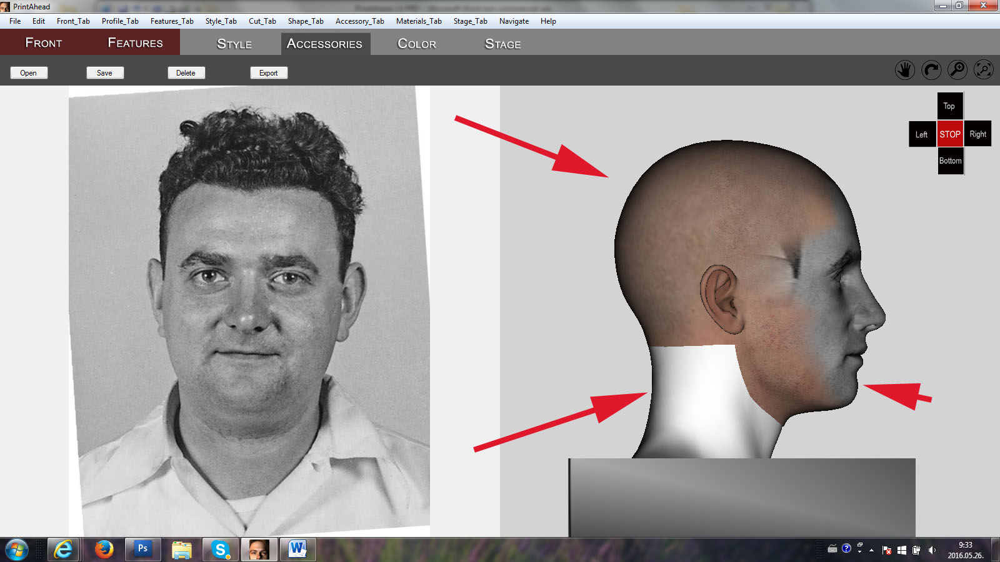 PrintAhead
File Edit Front_Tab Profile_Tab Features_Tab Style_Tab Cut_Tab Shape_Tab Accessory_Tab Materials_Tab Stage_Tab Navigate Help
FRONT FEATURES STYLE ACCESSORIES COLOR STAGE
Open Save Delete Export
Top
Left STOP Right
Bottom
Ps
S
W
?
9:33
2016.05.26.